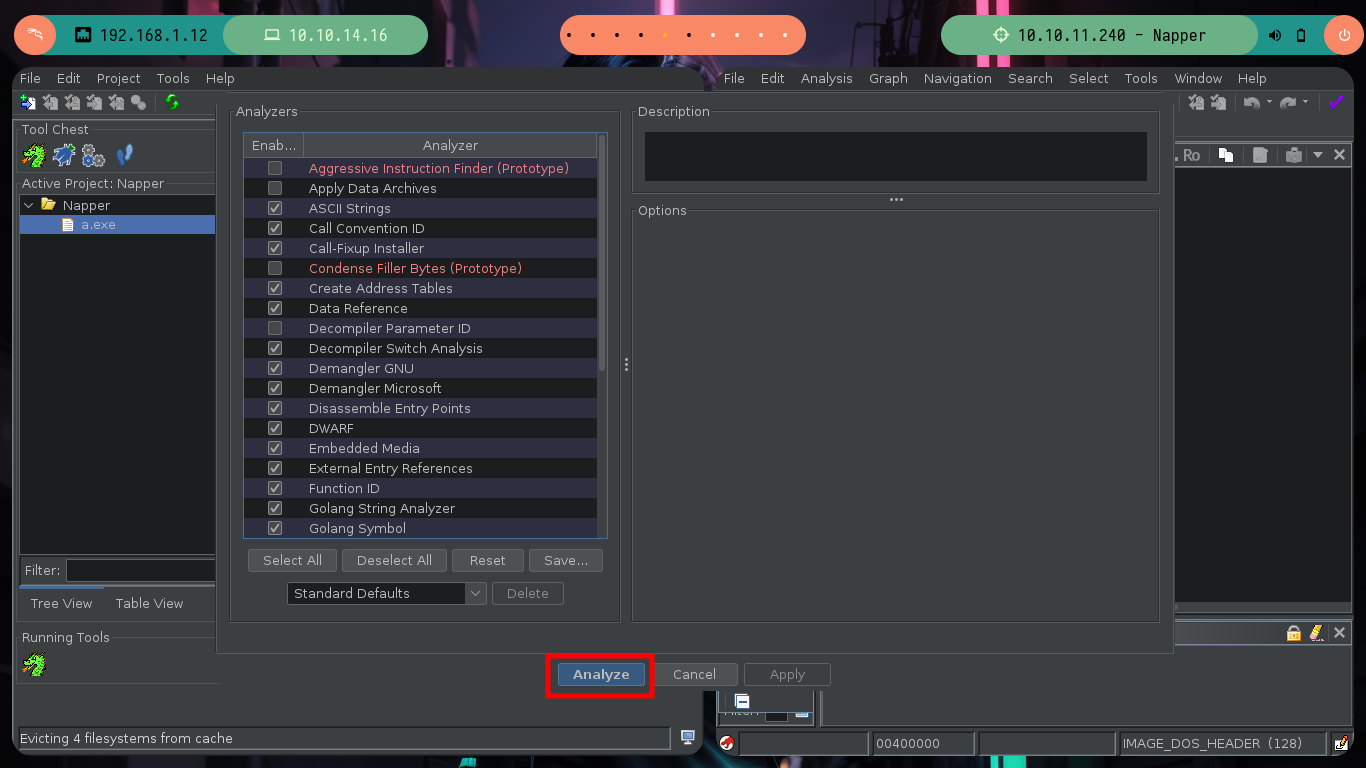 192.168.1.12
10.10.14.16
10.10.11.240 - Napper
File Edit Project Tools Help
File Edit Analysis Graph Navigation Search Select Tools Window Help
Tool Chest
Active Project: Napper
Napper
a.exe
Filter:
Tree View Table View
Running Tools
Evicting 4 filesystems from cache
Analyzers
Enab... Analyzer
Aggressive Instruction Finder (Prototype)
Apply Data Archives
ASCII Strings
Call Convention ID
Call-Fixup Installer
Condense Filler Bytes (Prototype)
Create Address Tables
Data Reference
Decompiler Parameter ID
Decompiler Switch Analysis
Demangler GNU
Demangler Microsoft
Disassemble Entry Points
DWARF
Embedded Media
External Entry References
Function ID
Golang String Analyzer
Golang Symbol
Select All Deselect All Reset Save...
Standard Defaults Delete
Description
Options
Analyze Cancel Apply
Ro
00400000
IMAGE_DOS_HEADER (128)